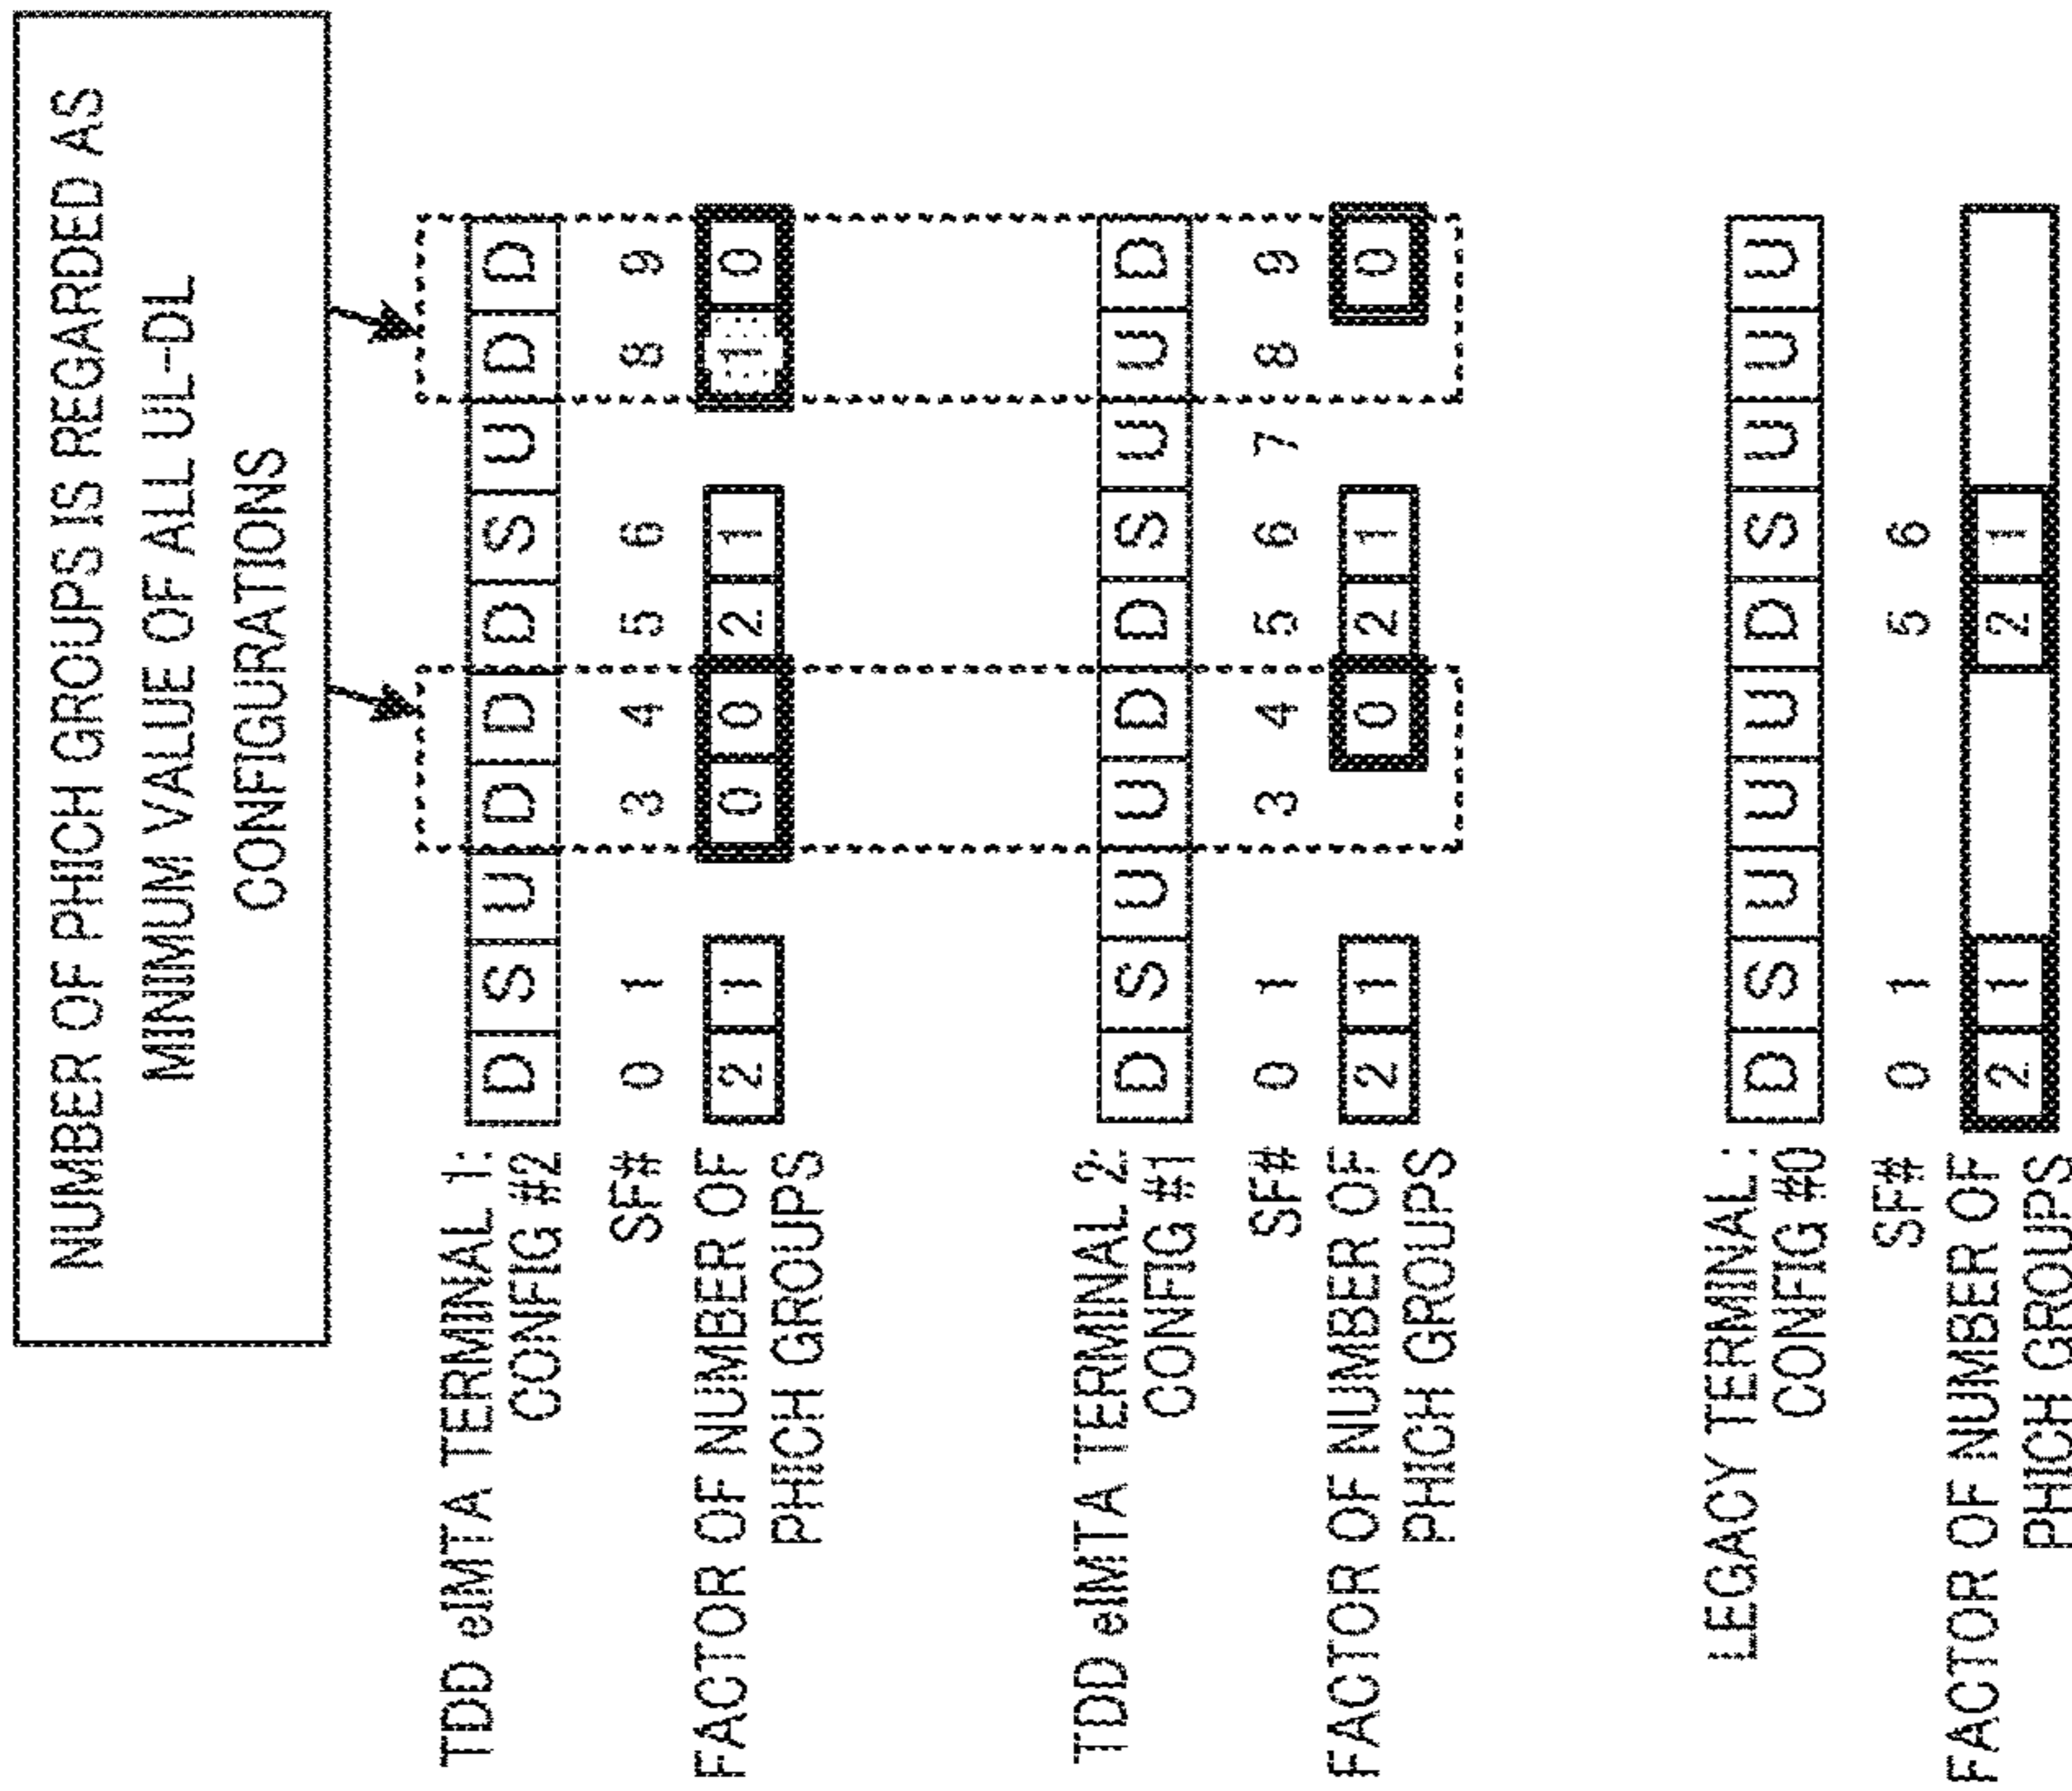 NUMBER OF PHICH GROUPS IS REGARDED AS
MINIMUM VALUE OF ALL UL-DL
CONFIGURATIONS
TDD eIMTA TERMINAL 1:
CONFIG #2
D S U D D D S U D D
SF# 0 1 3 4 5 6 8 9
FACTOR OF NUMBER OF
PHICH GROUPS
2 1 0 0 2 1 1 0
TDD eIMTA TERMINAL 2:
CONFIG #1
D S U U D D S U U D
SF# 0 1 3 4 5 6 7 8 9
FACTOR OF NUMBER OF
PHICH GROUPS
2 1 0 2 1 0
LEGACY TERMINAL :
CONFIG #0
D S U U U D S U U U
SF# 0 1 5 6
FACTOR OF NUMBER OF
PHICH GROUPS
2 1 2 1